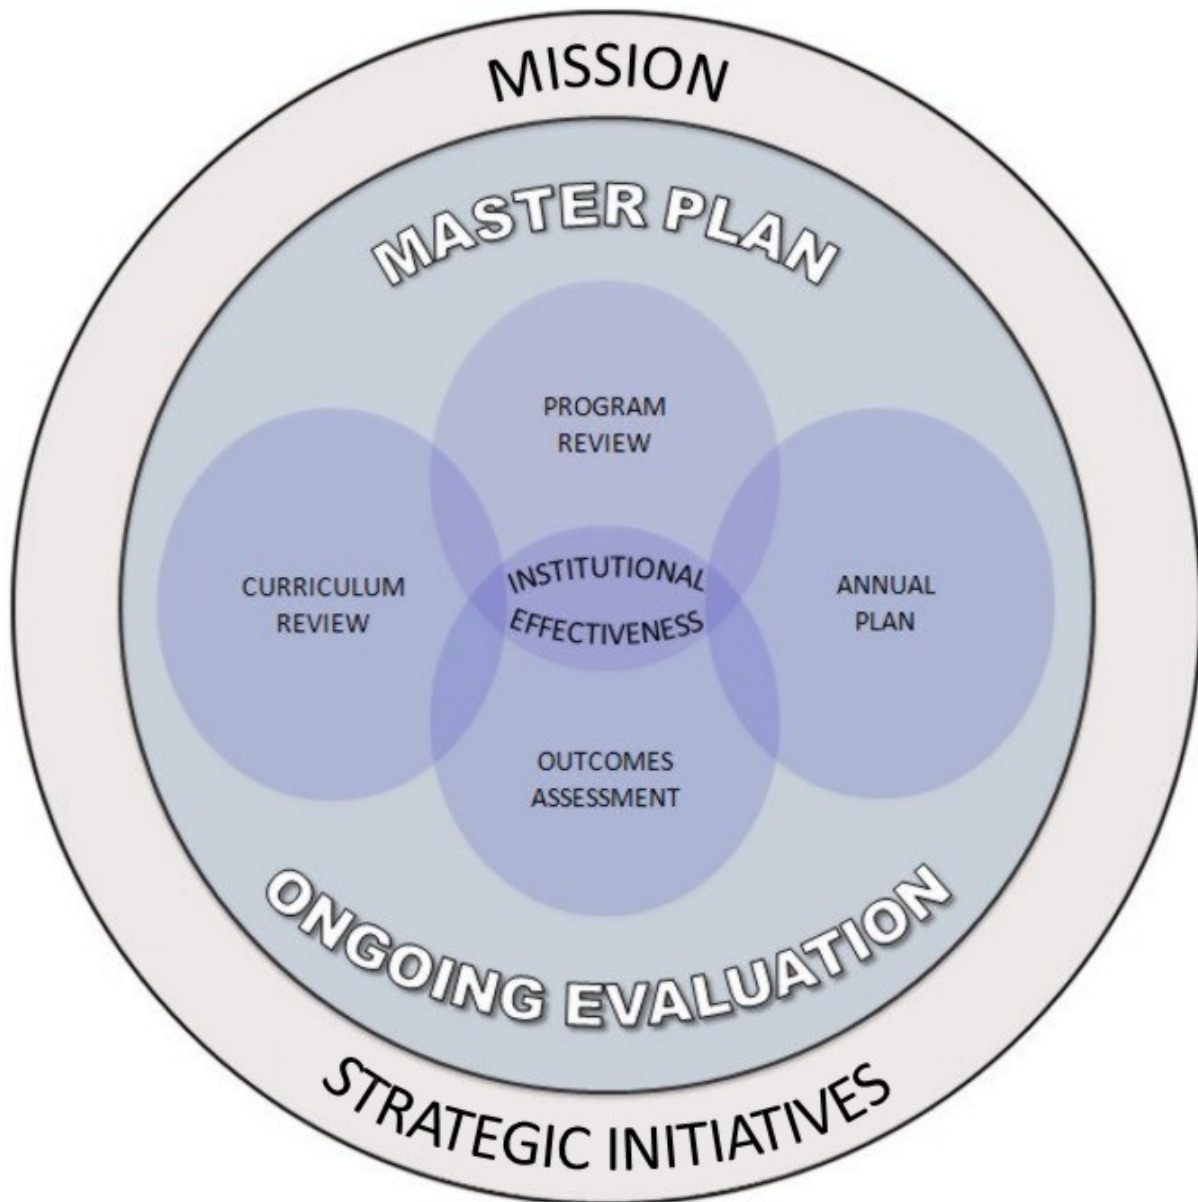 MISSION
MASTER PLAN
PROGRAM
REVIEW
CURRICULUM
REVIEW
INSTITUTIONAL
EFFECTIVENESS
ANNUAL
PLAN
OUTCOMES
ASSESSMENT
ONGOING EVALUATION
STRATEGIC INITIATIVES